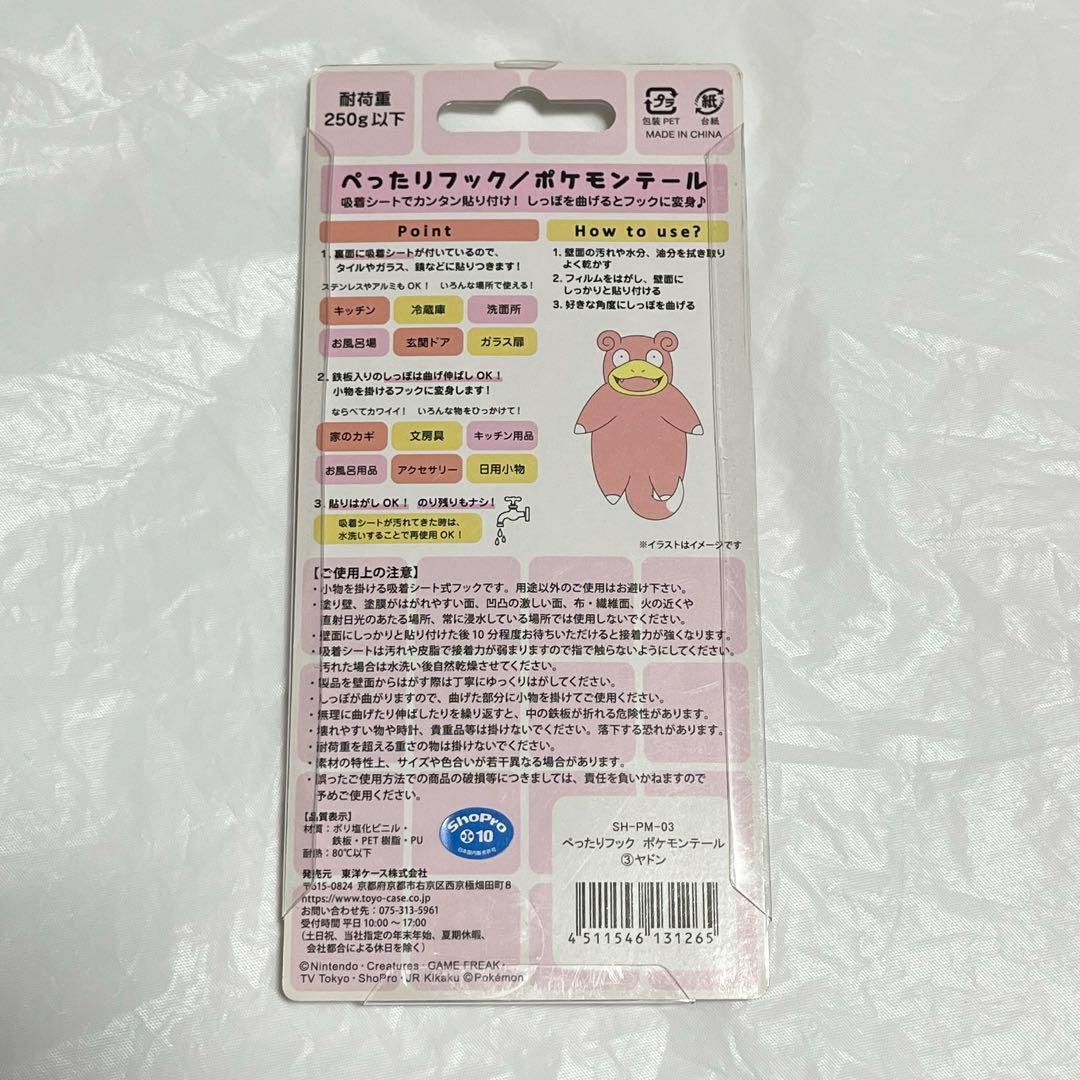 耐荷重
250g以下
プラ
紙
包装 PET
台紙
MADE IN CHINA
ぺったりフック/ポケモンテール
吸着シートでカンタン貼り付け! しっぽを曲げるとフックに変身♪
Point
1. 裏面に吸着シートが付いているので、
タイルやガラス、鏡などに貼りつきます!
ステンレスやアルミもOK! いろんな場所で使える!
キッチン
冷蔵庫
洗面所
お風呂場
玄関ドア
ガラス扉
2. 鉄板入りのしっぽは曲げ伸ばしOK!
小物を掛けるフックに変身します!
ならべてカワイイ! いろんな物をひっかけて!
家のカギ
文房具
キッチン用品
お風呂用品
アクセサリー
日用小物
3. 貼りはがしOK! のり残りもナシ!
吸着シートが汚れてきた時は、
水洗いすることで再使用OK!
How to use?
1. 壁面の汚れや水分、油分を拭き取り
よく乾かす
2. フィルムをはがし、壁面に
しっかりと貼り付ける
3. 好きな角度にしっぽを曲げる
※イラストはイメージです
【ご使用上の注意】
・小物を掛ける吸着シート式フックです。用途以外のご使用はお避け下さい。
・塗り壁、塗膜がはがれやすい面、凹凸の激しい面、布・繊維面、火の近くや
直射日光のあたる場所、常に浸水している場所では使用しないでください。
・壁面にしっかりと貼り付けた後10分程度お待ちいただけると接着力が強くなります。
・吸着シートは汚れや皮脂で接着力が弱まりますので指で触らないようにしてください。
汚れた場合は水洗い後自然乾燥させてください。
・製品を壁面からはがす際は丁寧にゆっくりはがしてください。
・しっぽが曲がりますので、曲げた部分に小物を掛けてご使用ください。
・無理に曲げたり伸ばしたりを繰り返すと、中の鉄板が折れる危険性があります。
・壊れやすい物や時計、貴重品等は掛けないでください。落下する恐れがあります。
・耐荷重を超える重さの物は掛けないでください。
・素材の特性上、サイズや色合いが若干異なる場合があります。
・誤ったご使用方法での商品の破損等につきましては、責任を負いかねますので
予めご使用ください。
【品質表示】
材質:ポリ塩化ビニル・
鉄板・PET樹脂・PU
耐熱:80℃以下
ShoPro
10
日本国内販売許可
発売元 東洋ケース株式会社
〒615-0824 京都府京都市右京区西京極畑田町8
https://www.toyo-case.co.jp
お問い合わせ先:075-313-5961
受付時間 平日 10:00〜17:00
(土日祝、当社指定の年末年始、夏期休暇、
会社都合による休日を除く)
©Nintendo・Creatures・GAME FREAK・
TV Tokyo・ShoPro・JR Kikaku ©Pokémon
SH-PM-03
ぺったりフック ポケモンテール
③ヤドン
4 511546 131265